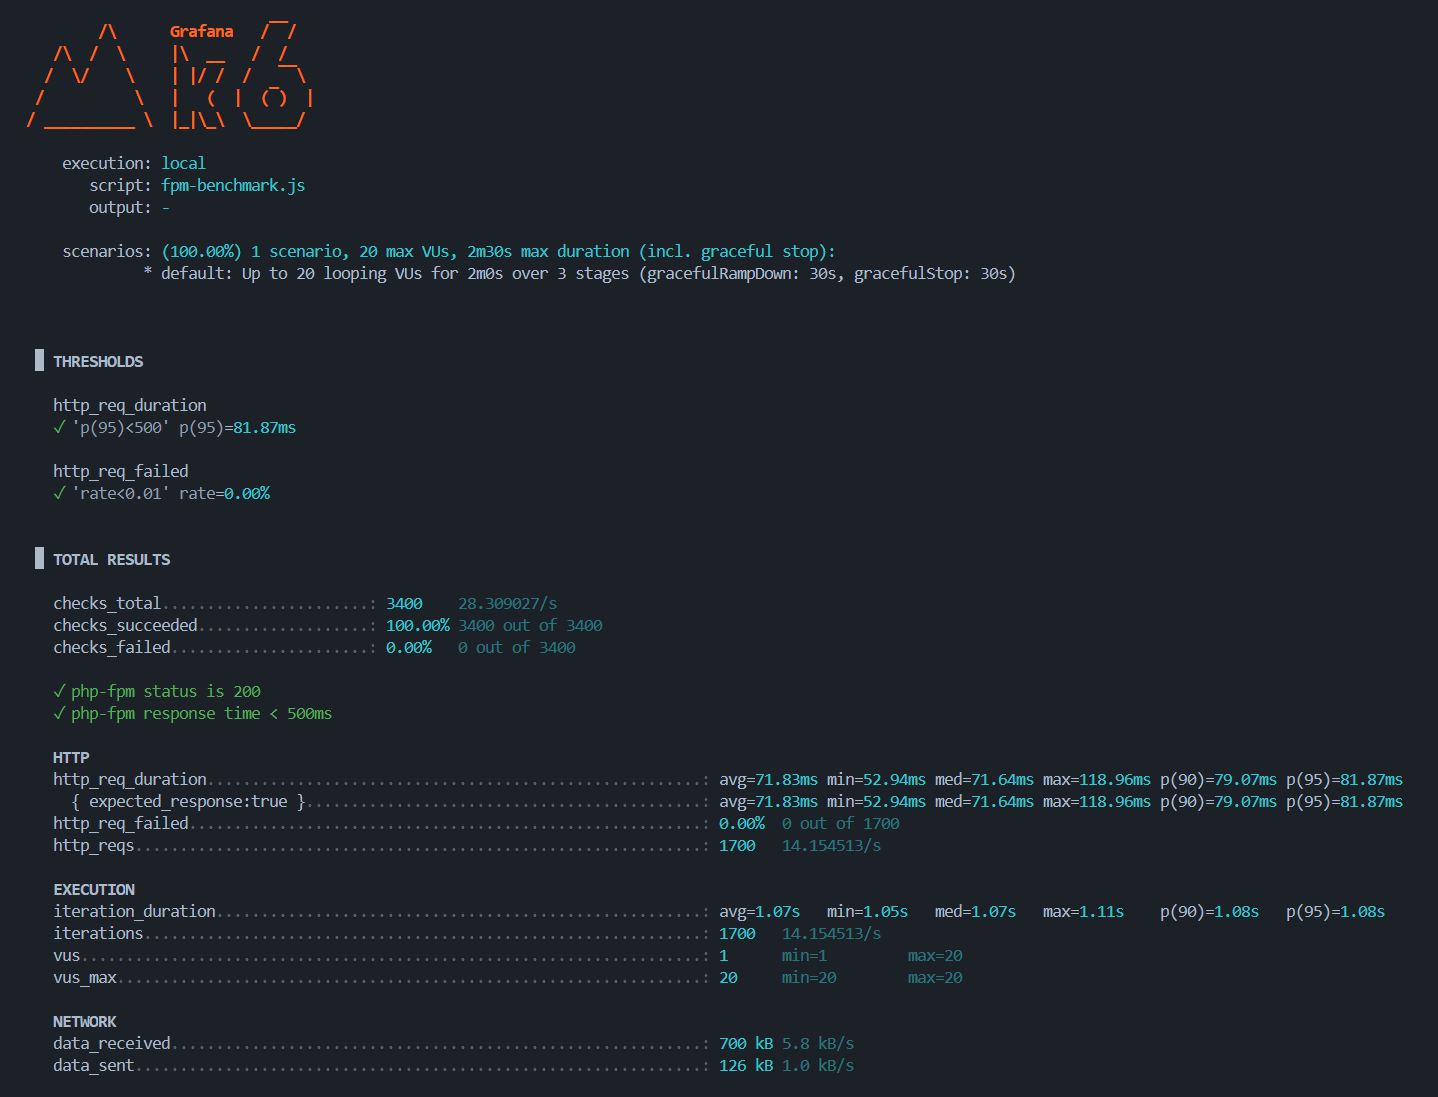 Grafana
execution: local
script: fpm-benchmark.js
output: -
scenarios: (100.00%) 1 scenario, 20 max VUs, 2m30s max duration (incl. graceful stop):
* default: Up to 20 looping VUs for 2m0s over 3 stages (gracefulRampDown: 30s, gracefulStop: 30s)
THRESHOLDS
http_req_duration
✓ 'p(95)<500' p(95)=81.87ms
http_req_failed
✓ 'rate<0.01' rate=0.00%
TOTAL RESULTS
checks_total.......................: 3400 28.309027/s
checks_succeeded...................: 100.00% 3400 out of 3400
checks_failed......................: 0.00% 0 out of 3400
✓ php-fpm status is 200
✓ php-fpm response time < 500ms
HTTP
http_req_duration.......................................................: avg=71.83ms min=52.94ms med=71.64ms max=118.96ms p(90)=79.07ms p(95)=81.87ms
{ expected_response:true }............................................: avg=71.83ms min=52.94ms med=71.64ms max=118.96ms p(90)=79.07ms p(95)=81.87ms
http_req_failed.........................................................: 0.00% 0 out of 1700
http_reqs...............................................................: 1700 14.154513/s
EXECUTION
iteration_duration......................................................: avg=1.07s min=1.05s med=1.07s max=1.11s p(90)=1.08s p(95)=1.08s
iterations..............................................................: 1700 14.154513/s
vus.....................................................................: 1 min=1 max=20
vus_max.................................................................: 20 min=20 max=20
NETWORK
data_received...........................................................: 700 kB 5.8 kB/s
data_sent...............................................................: 126 kB 1.0 kB/s